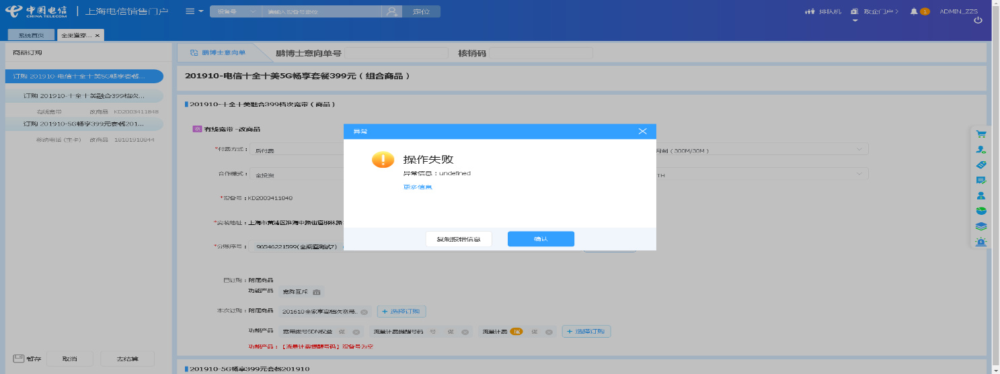 中国电信 CHINA TELECOM 上海电信销售门户 设备号 请输入设备号定位 定位 排队机 政企门户> 1 ADMIN_ZZS
系统首页 全渠道受... ×
商品订购
订购 201910-电信十全十美5G畅享套餐...
订购 201910-十全十美融合399档次...
有线宽带 改商品 KD2003411848
订购 201910-5G畅享399元套餐201...
移动电话 (主卡) 改商品 18101910844
暂存 取消 去结算
鹏博士意向单 鹏博士意向单号 核销码
201910-电信十全十美5G畅享套餐399元（组合商品）
201910-十全十美融合399档次宽带（商品）
有线宽带 -改商品
*付费方式： 后付费 月制（300M/30M）
合作模式： 全投资 TH
*设备号：KD2003411848
*安装地址：上海市黄浦区淮海中路街道柳林路
*分账序号： 96546221599(全渠道测试7)
已订购：附属商品
功能产品 宽障互斥
本次订购：附属商品 201610全家享高档次宽带.. + 选择订购
功能产品 宽带拨号SDN权益 促 流量计费提醒号码 号 促 流量计费 属 促 + 选择订购
功能产品：【流量计费提醒号码】设备号为空
201910-5G畅享399元套餐201910
异常
操作失败
异常信息：undefined
更多信息
复制报错信息 确认